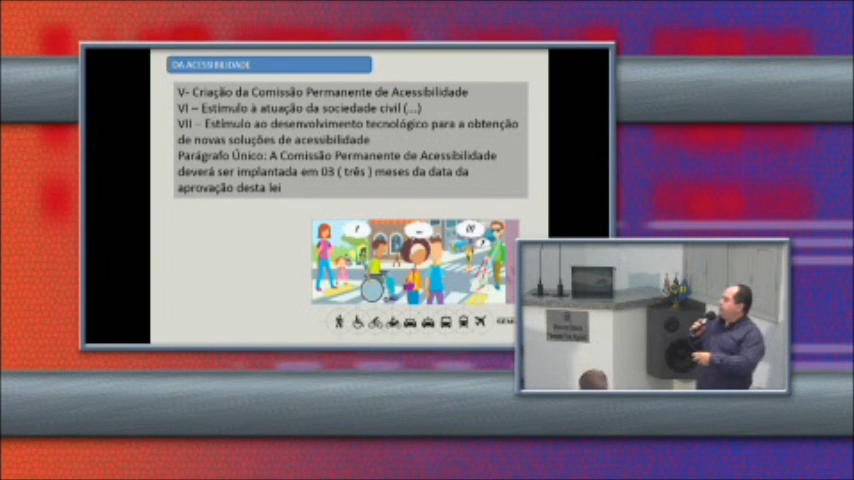 DA ACESSIBILIDADE
V- Criação da Comissão Permanente de Acessibilidade
VI – Estímulo à atuação da sociedade civil (...)
VII – Estímulo ao desenvolvimento tecnológico para a obtenção
de novas soluções de acessibilidade
Parágrafo Único: A Comissão Permanente de Acessibilidade
deverá ser implantada em 03 ( três ) meses da data da
aprovação desta lei